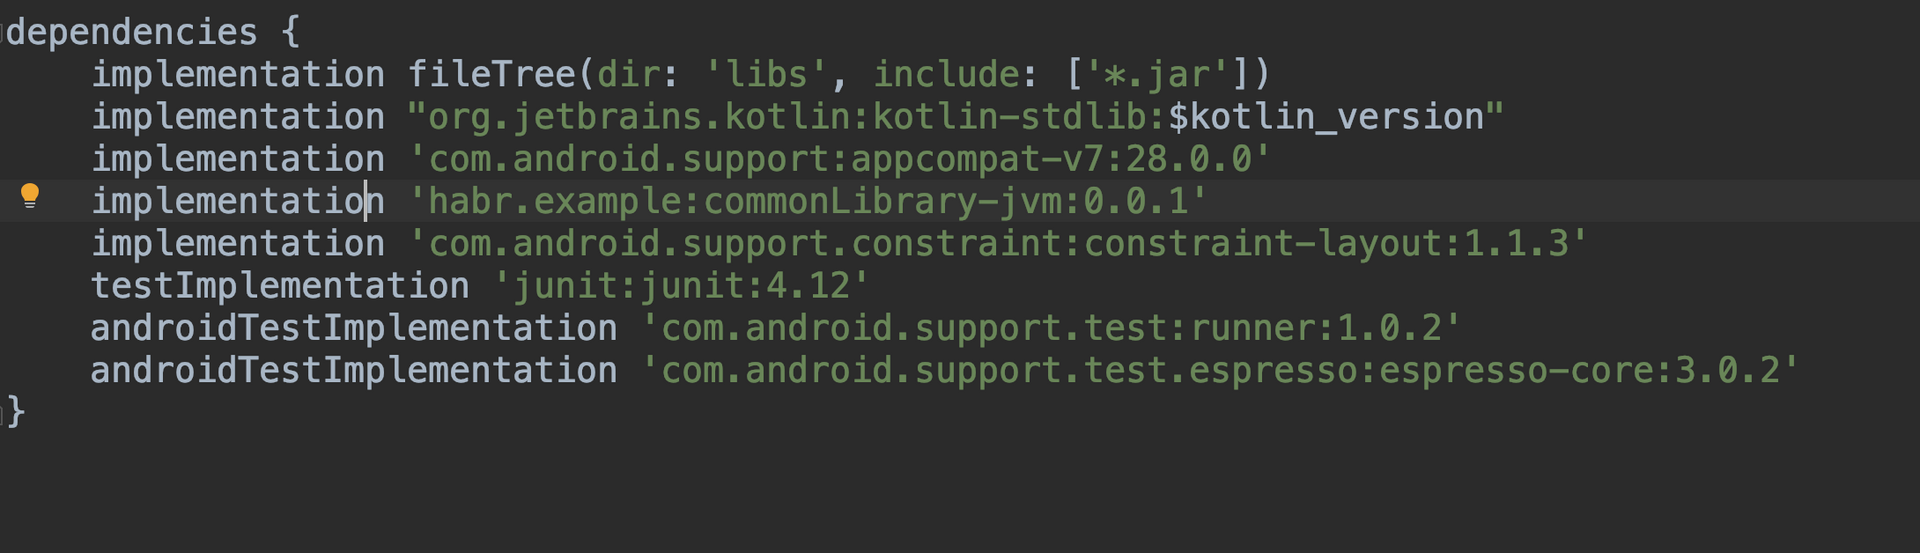 dependencies {
    implementation fileTree(dir: 'libs', include: ['*.jar'])
    implementation "org.jetbrains.kotlin:kotlin-stdlib:$kotlin_version"
    implementation 'com.android.support:appcompat-v7:28.0.0'
    implementation 'habr.example:commonLibrary-jvm:0.0.1'
    implementation 'com.android.support.constraint:constraint-layout:1.1.3'
    testImplementation 'junit:junit:4.12'
    androidTestImplementation 'com.android.support.test:runner:1.0.2'
    androidTestImplementation 'com.android.support.test.espresso:espresso-core:3.0.2'
}